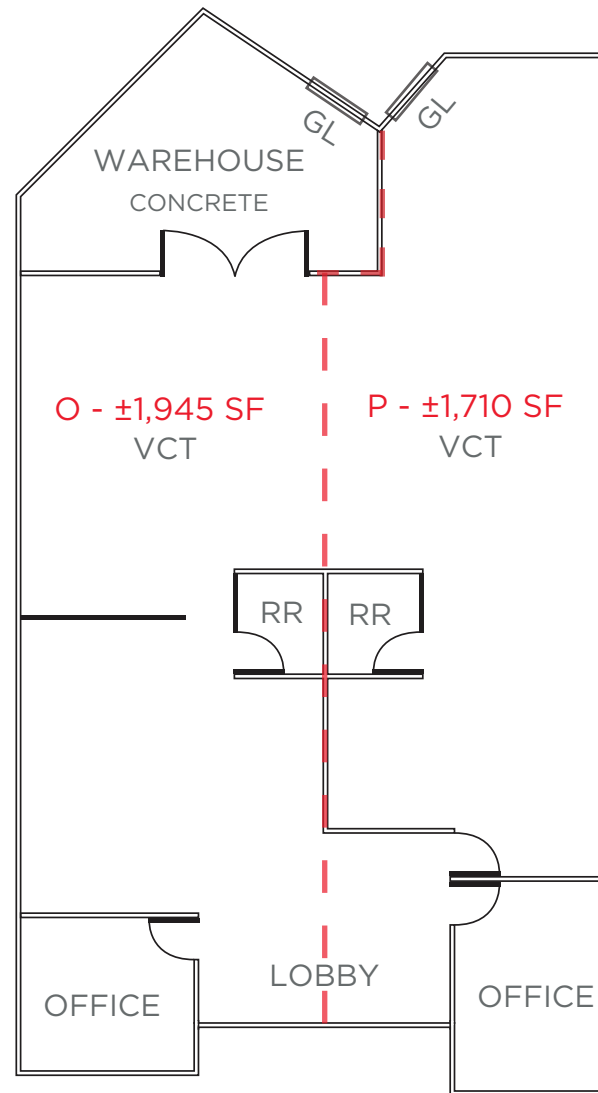 GL
GL
WAREHOUSE
CONCRETE
O - ±1,945 SF
VCT
P - ±1,710 SF
VCT
RR
RR
LOBBY
OFFICE
OFFICE